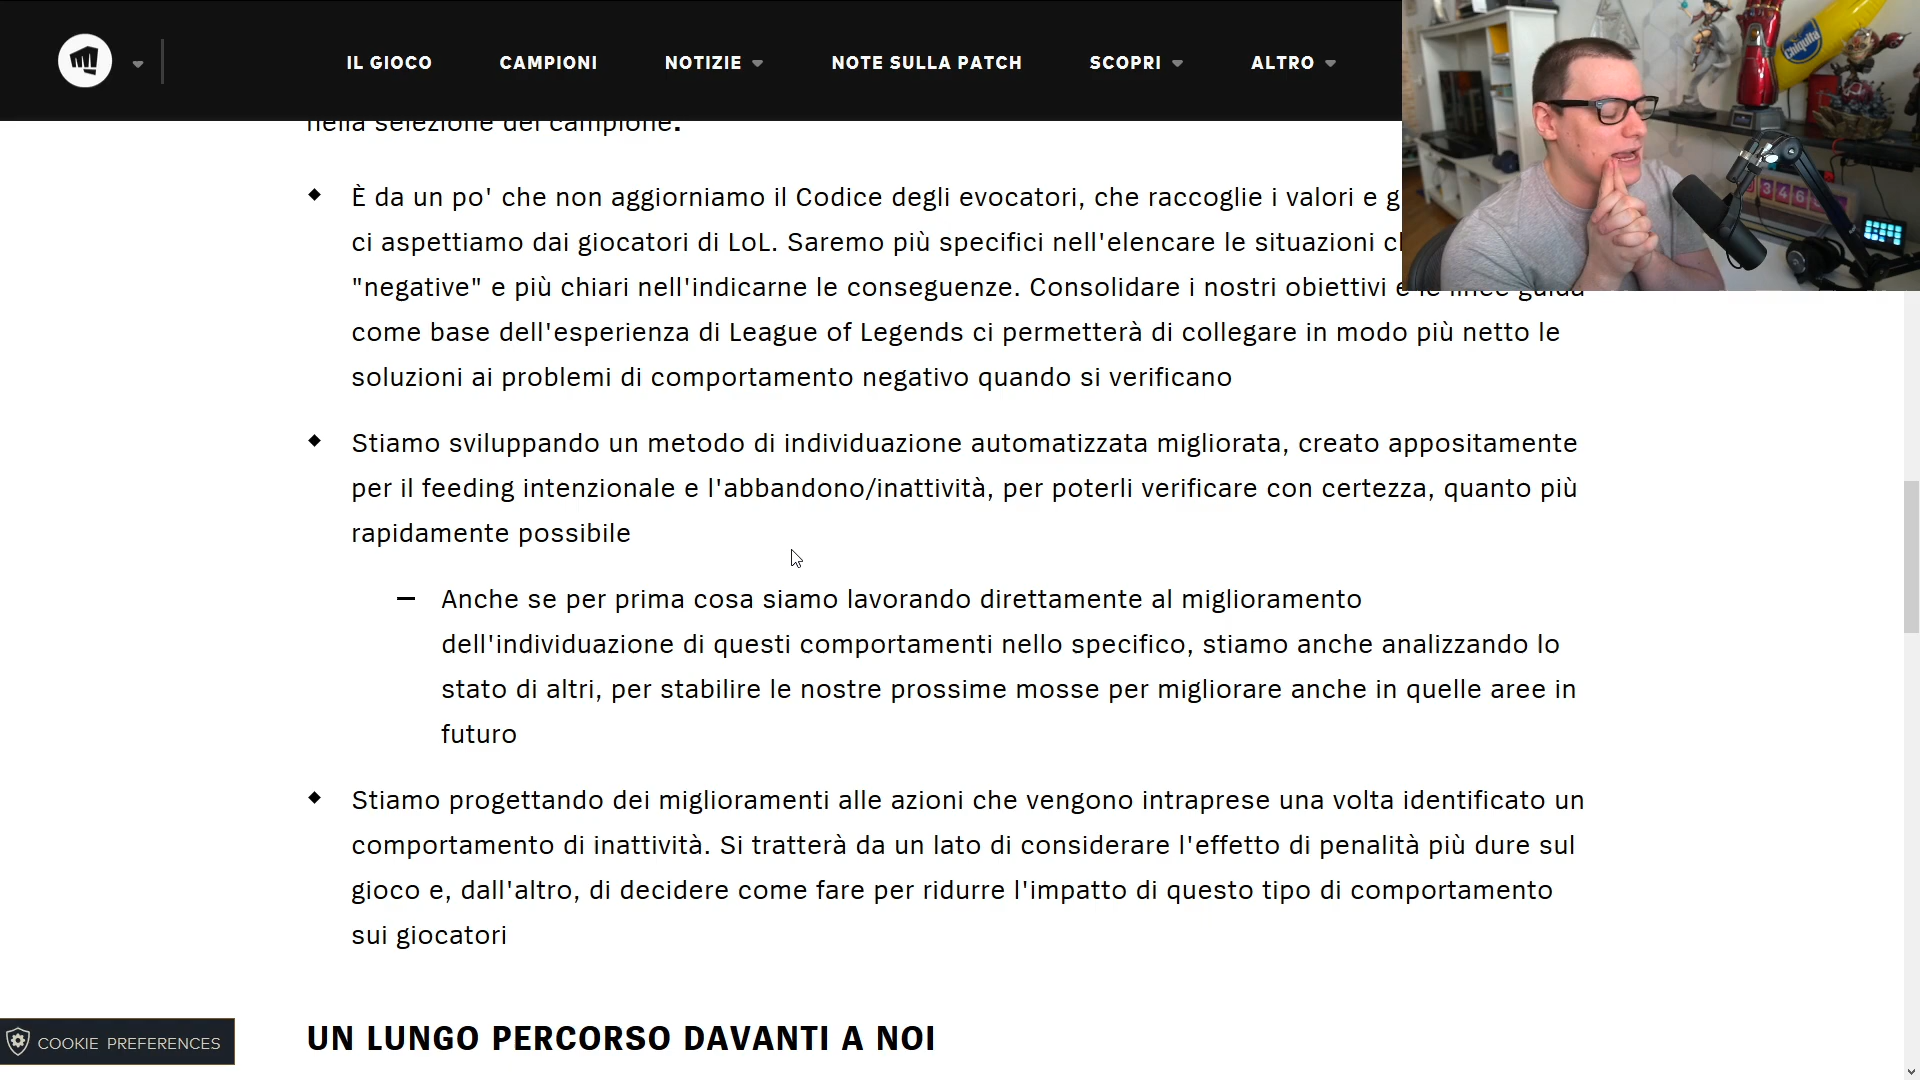 IL GIOCO
CAMPIONI
NOTIZIE
NOTE SULLA PATCH
SCOPRI
ALTRO
Chiquita
nella selezione del campione.
È da un po' che non aggiorniamo il Codice degli evocatori, che raccoglie i valori e
ci aspettiamo dai giocatori di LoL. Saremo più specifici nell'elencare le situazioni
"negative" e più chiari nell'indicarne le conseguenze. Consolidare i nostri obiettivi e le linee guida
come base dell'esperienza di League of Legends ci permetterà di collegare in modo più netto le
soluzioni ai problemi di comportamento negativo quando si verificano
Stiamo sviluppando un metodo di individuazione automatizzata migliorata, creato appositamente
per il feeding intenzionale e l'abbandono/inattività, per poterli verificare con certezza, quanto più
rapidamente possibile
— Anche se per prima cosa siamo lavorando direttamente al miglioramento
dell'individuazione di questi comportamenti nello specifico, stiamo anche analizzando lo
stato di altri, per stabilire le nostre prossime mosse per migliorare anche in quelle aree in
futuro
Stiamo progettando dei miglioramenti alle azioni che vengono intraprese una volta identificato un
comportamento di inattività. Si tratterà da un lato di considerare l'effetto di penalità più dure sul
gioco e, dall'altro, di decidere come fare per ridurre l'impatto di questo tipo di comportamento
sui giocatori
COOKIE PREFERENCES
UN LUNGO PERCORSO DAVANTI A NOI